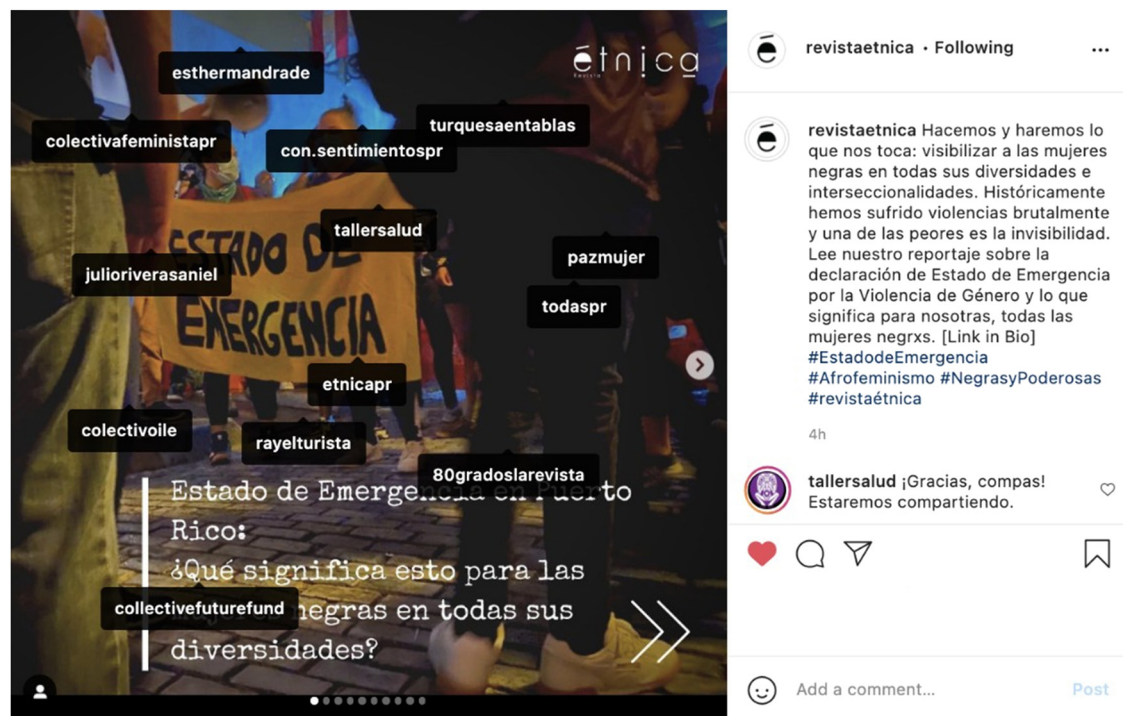 esthermandrade
étnica
Revista
colectivafeministapr
turquesaentablas
con.sentimientospr
tallersalud
ESTADO DE
EMERGENCIA
julioriverasaniel
pazmujer
todaspr
etnicapr
colectivoile
rayelturista
80gradoslarevista
Estado de Emergencia en Puerto
Rico:
¿Qué significa esto para las
mujeres negras en todas sus
collectivefuturefund
diversidades?
revistaetnica • Following
revistaetnica Hacemos y haremos lo
que nos toca: visibilizar a las mujeres
negras en todas sus diversidades e
interseccionalidades. Históricamente
hemos sufrido violencias brutalmente
y una de las peores es la invisibilidad.
Lee nuestro reportaje sobre la
declaración de Estado de Emergencia
por la Violencia de Género y lo que
significa para nosotras, todas las
mujeres negrxs. [Link in Bio]
#EstadodeEmergencia
#Afrofeminismo #NegrasyPoderosas
#revistaétnica
4h
tallersalud ¡Gracias, compas!
Estaremos compartiendo.
Add a comment...
Post